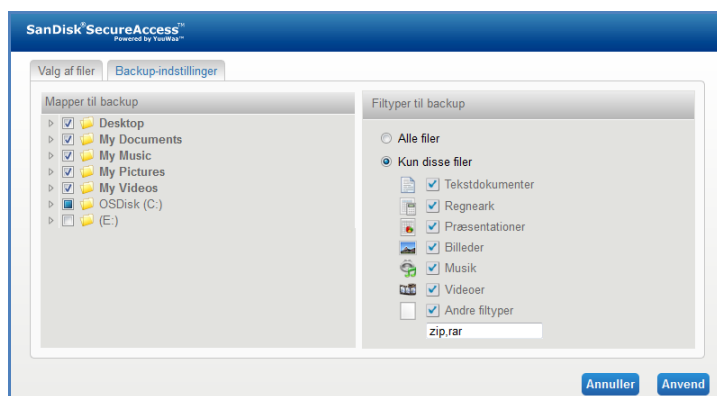 SanDisk® SecureAccess™
Powered by YuuWaa™
Valg af filer
Backup-indstillinger
Mapper til backup
Desktop
My Documents
My Music
My Pictures
My Videos
OSDisk (C:)
(E:)
Filtyper til backup
Alle filer
Kun disse filer
Tekstdokumenter
Regneark
Præsentationer
Billeder
Musik
Videoer
Andre filtyper
zip,rar
Annuller
Anvend